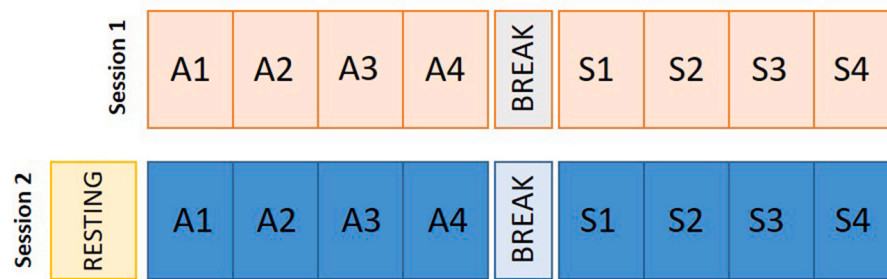 Session 1
A1 A2 A3 A4 BREAK S1 S2 S3 S4
Session 2
RESTING A1 A2 A3 A4 BREAK S1 S2 S3 S4